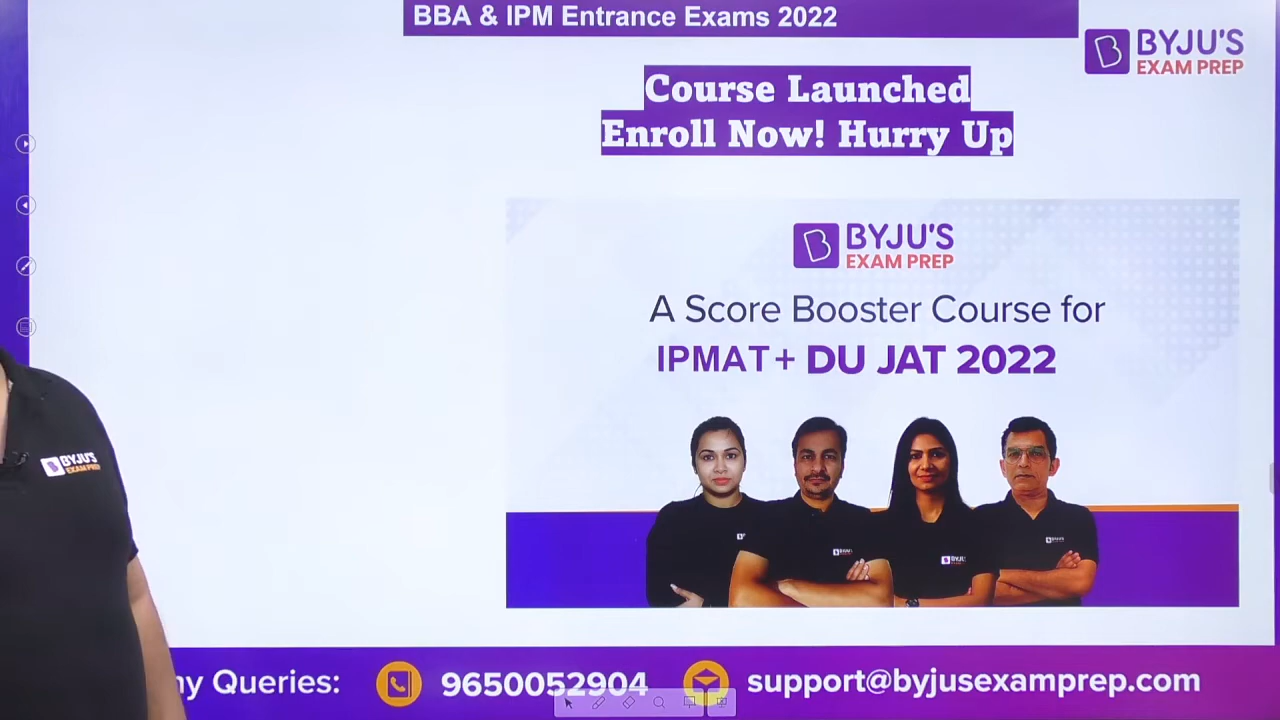 BBA & IPM Entrance Exams 2022
BYJU'S
EXAM PREP
Course Launched
Enroll Now! Hurry Up
BYJU'S
EXAM PREP
A Score Booster Course for
IPMAT+ DU JAT 2022
BYJU'S
EXAM PREP
BYJU'S
Queries: 9650052904 support@byjusexamprep.com